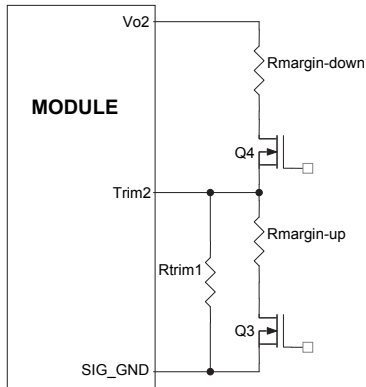 Vo2
Rmargin-down
MODULE
Q4
Trim2
Rmargin-up
Rtrim1
Q3
SIG_GND